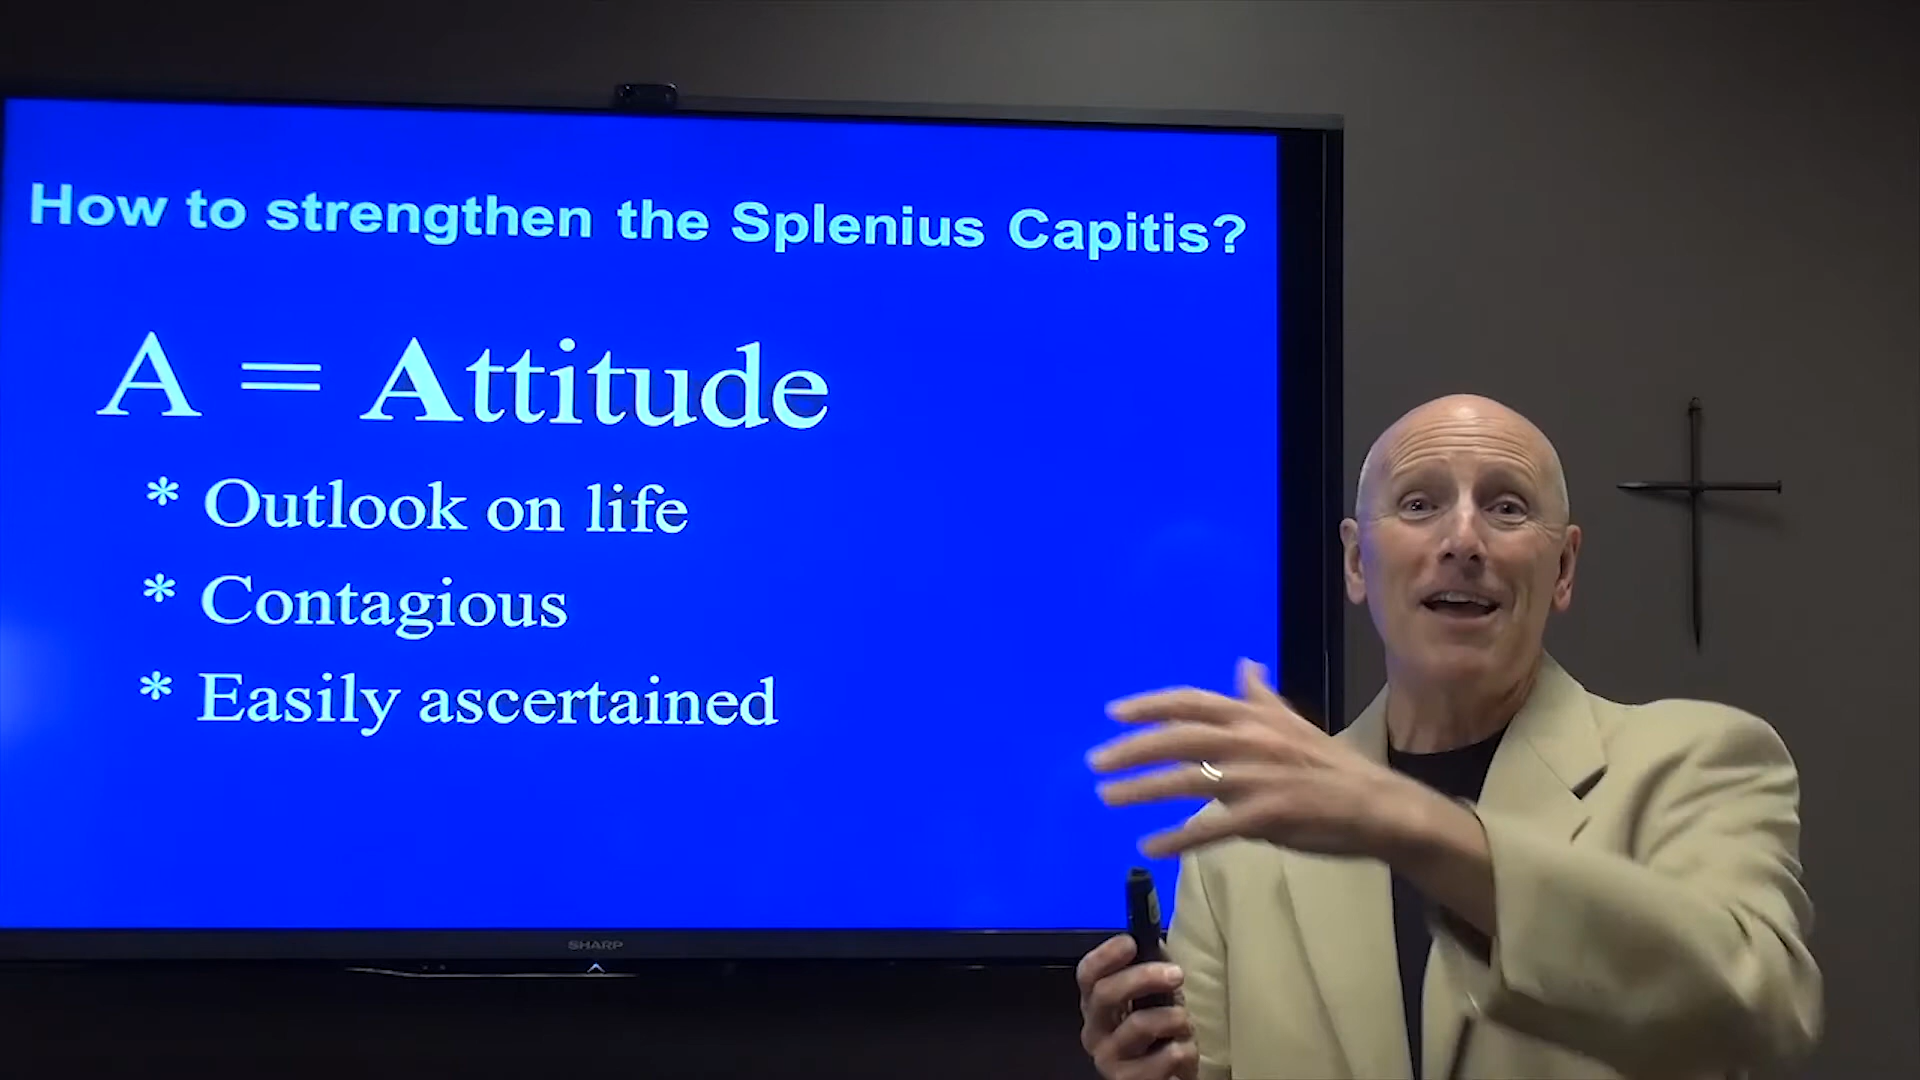 How to strengthen the Splenius Capitis?
A = Attitude
* Outlook on life
* Contagious
* Easily ascertained
SHARP